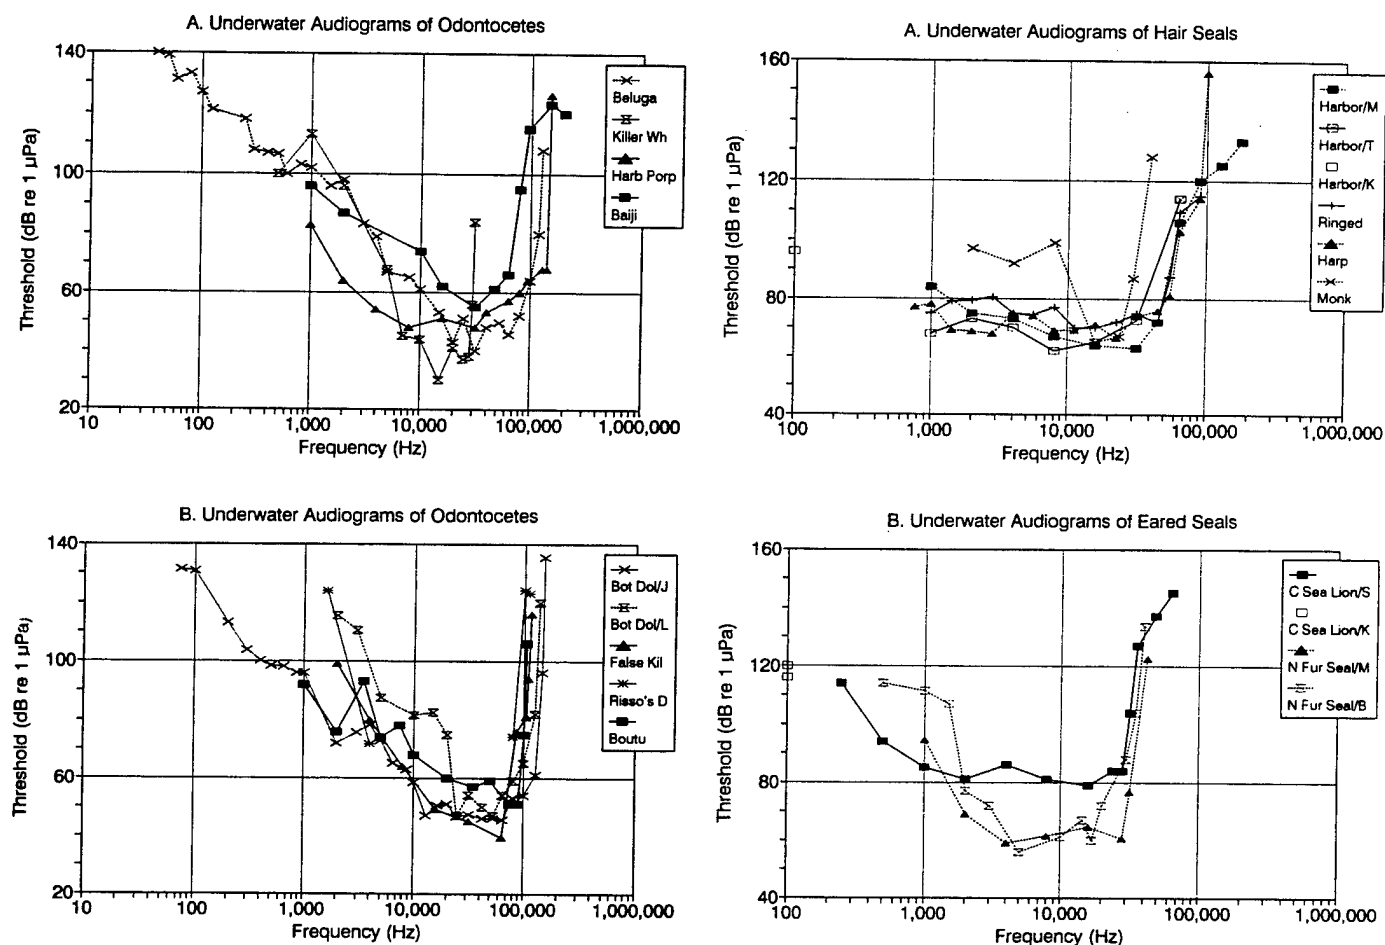 A. Underwater Audiograms of Odontocetes
Threshold (dB re 1 µPa)
140
100
60
20
10
100
1,000
10,000
100,000
1,000,000
Frequency (Hz)
Beluga
Killer Wh
Harb Porp
Baiji
A. Underwater Audiograms of Hair Seals
Threshold (dB re 1 µPa)
160
120
80
40
100
1,000
10,000
100,000
1,000,000
Frequency (Hz)
Harbor/M
Harbor/T
Harbor/K
Ringed
Harp
Monk
B. Underwater Audiograms of Odontocetes
Threshold (dB re 1 µPa)
140
100
60
20
10
100
1,000
10,000
100,000
1,000,000
Frequency (Hz)
Bot Dol/J
Bot Dol/L
False Kil
Risso's D
Boutu
B. Underwater Audiograms of Eared Seals
Threshold (dB re 1 µPa)
160
120
80
40
100
1,000
10,000
100,000
1,000,000
Frequency (Hz)
C Sea Lion/S
C Sea Lion/K
N Fur Seal/M
N Fur Seal/B